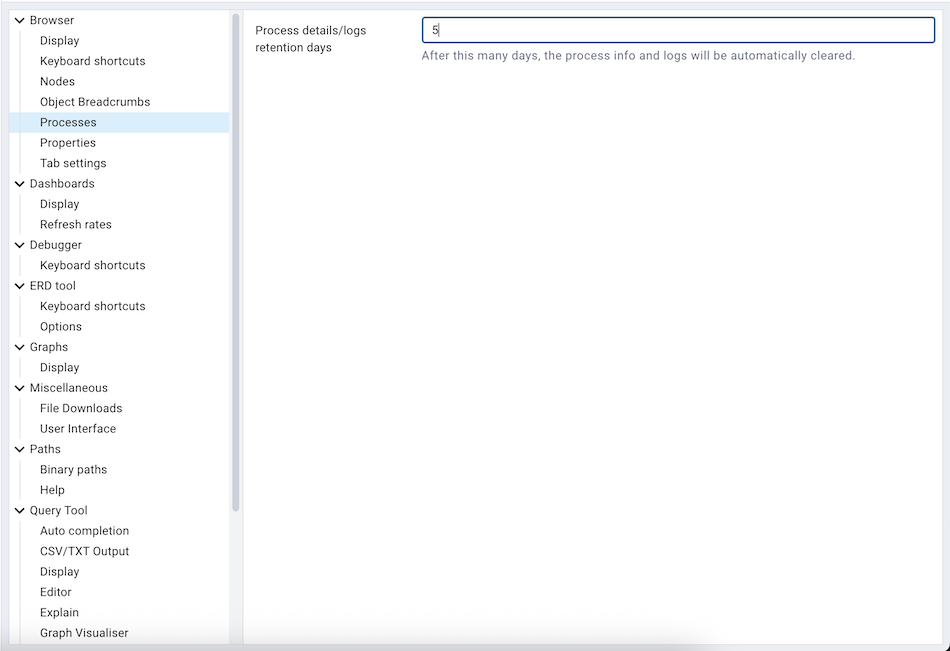 Browser
Display
Keyboard shortcuts
Nodes
Object Breadcrumbs
Processes
Properties
Tab settings
Dashboards
Display
Refresh rates
Debugger
Keyboard shortcuts
ERD tool
Keyboard shortcuts
Options
Graphs
Display
Miscellaneous
File Downloads
User Interface
Paths
Binary paths
Help
Query Tool
Auto completion
CSV/TXT Output
Display
Editor
Explain
Graph Visualiser
Process details/logs
retention days
5
After this many days, the process info and logs will be automatically cleared.